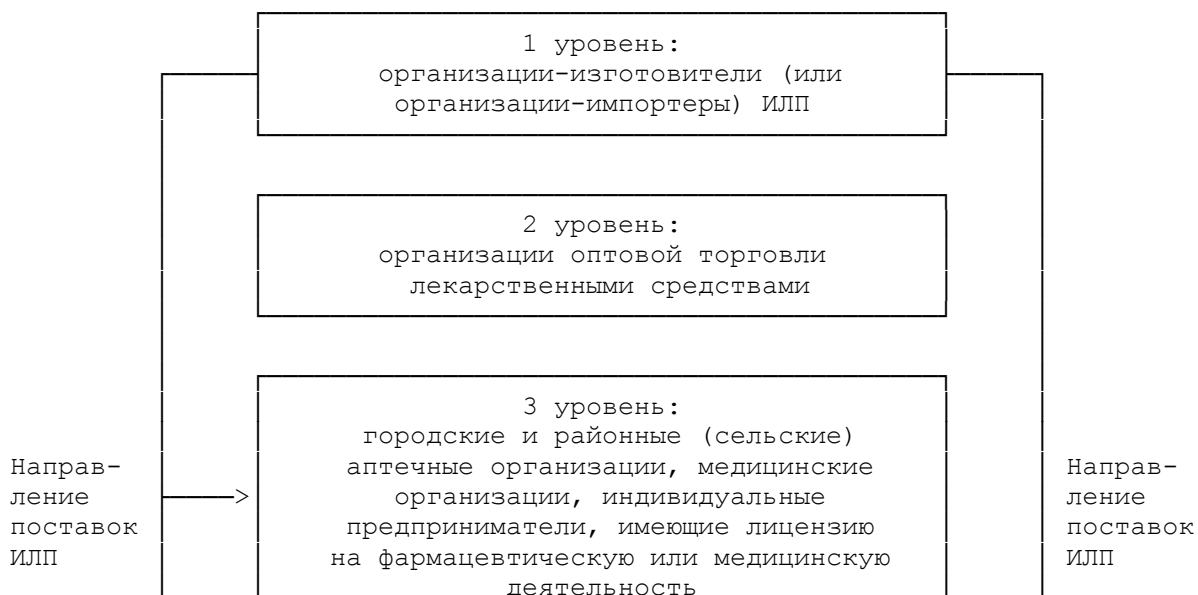 1 уровень:
организации-изготовители (или
организации-импортеры) ИЛП
2 уровень:
организации оптовой торговли
лекарственными средствами
3 уровень:
городские и районные (сельские)
аптечные организации, медицинские
организации, индивидуальные
предприниматели, имеющие лицензию
на фармацевтическую или медицинскую
деятельность
Направ-
ление
поставок
ИЛП
Направ-
ление
поставок
ИЛП